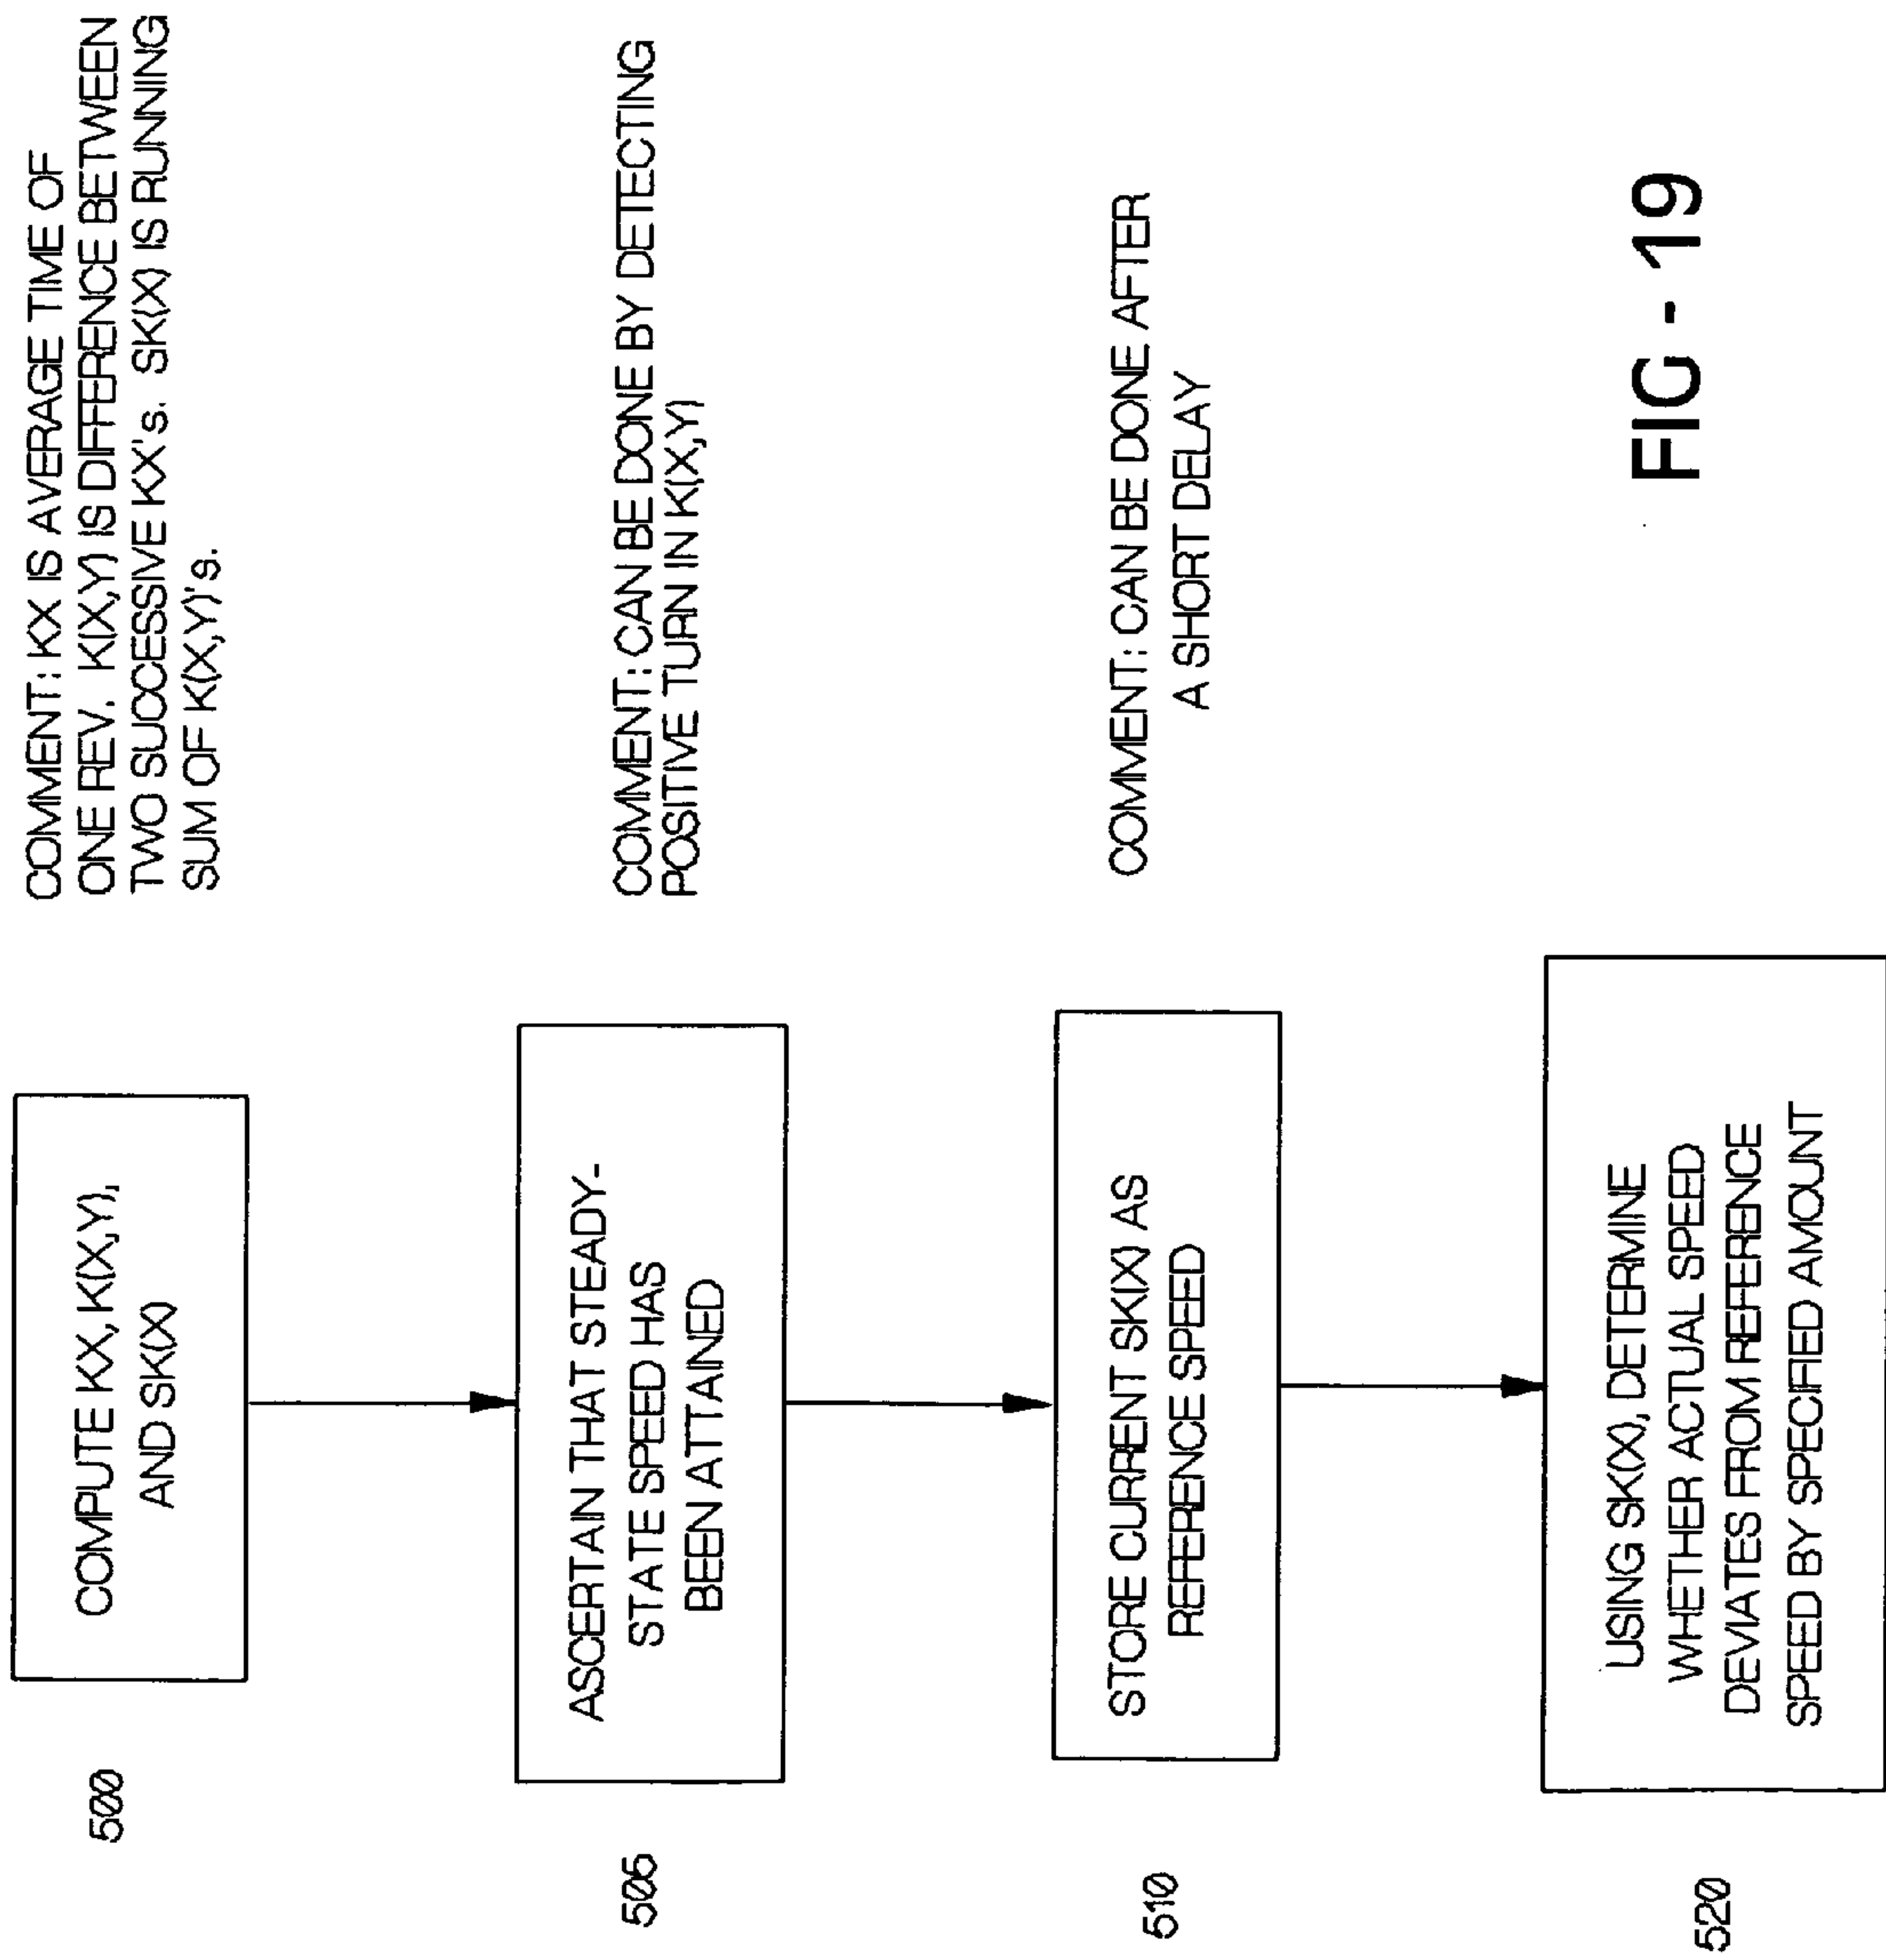 500
COMPUTE KX, K(X,Y),
AND SK(X)
COMMENT: KX IS AVERAGE TIME OF
ONE REV. K(X,Y) IS DIFFERENCE BETWEEN
TWO SUCCESSIVE KX's. SK(X) IS RUNNING
SUM OF K(X,Y)'s.
505
ASCERTAIN THAT STEADY-
STATE SPEED HAS
BEEN ATTAINED
COMMENT: CAN BE DONE BY DETECTING
POSITIVE TURN IN K(X,Y)
510
STORE CURRENT SK(X) AS
REFERENCE SPEED
COMMENT: CAN BE DONE AFTER
A SHORT DELAY
520
USING SK(X), DETERMINE
WHETHER ACTUAL SPEED
DEVIATES FROM REFERENCE
SPEED BY SPECIFIED AMOUNT
FIG - 19